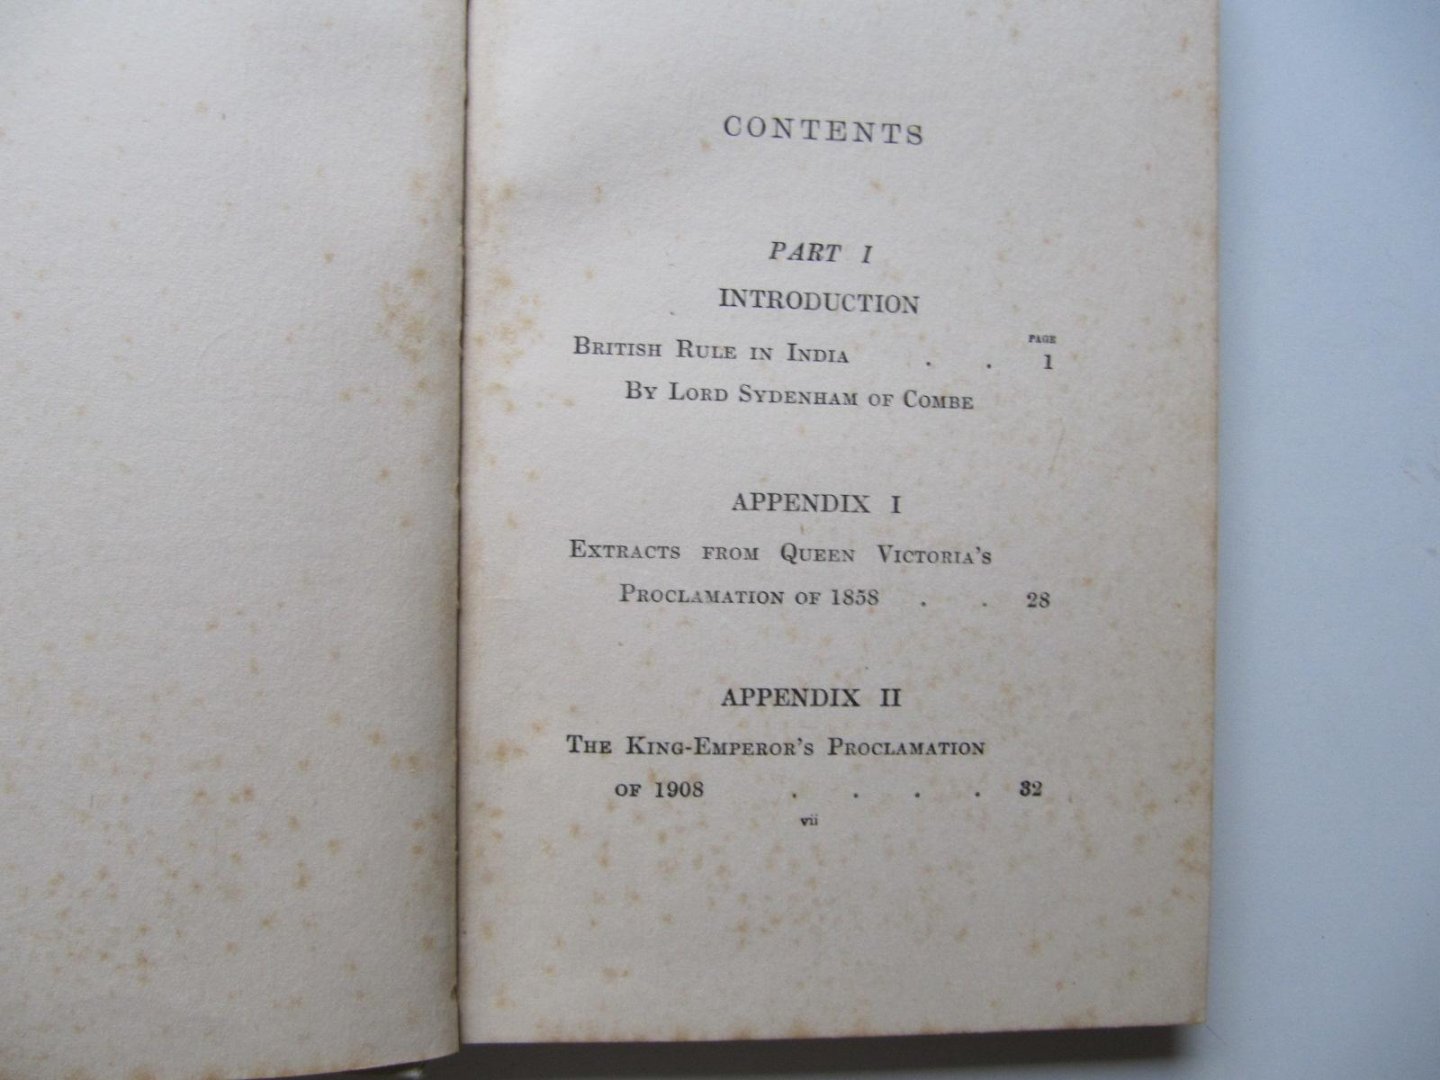 CONTENTS
PART I
INTRODUCTION
PAGE
BRITISH RULE IN INDIA . . 1
BY LORD SYDENHAM OF COMBE
APPENDIX I
EXTRACTS FROM QUEEN VICTORIA'S
PROCLAMATION OF 1858 . . 28
APPENDIX II
THE KING-EMPEROR'S PROCLAMATION
OF 1908 . . . . 32
vii